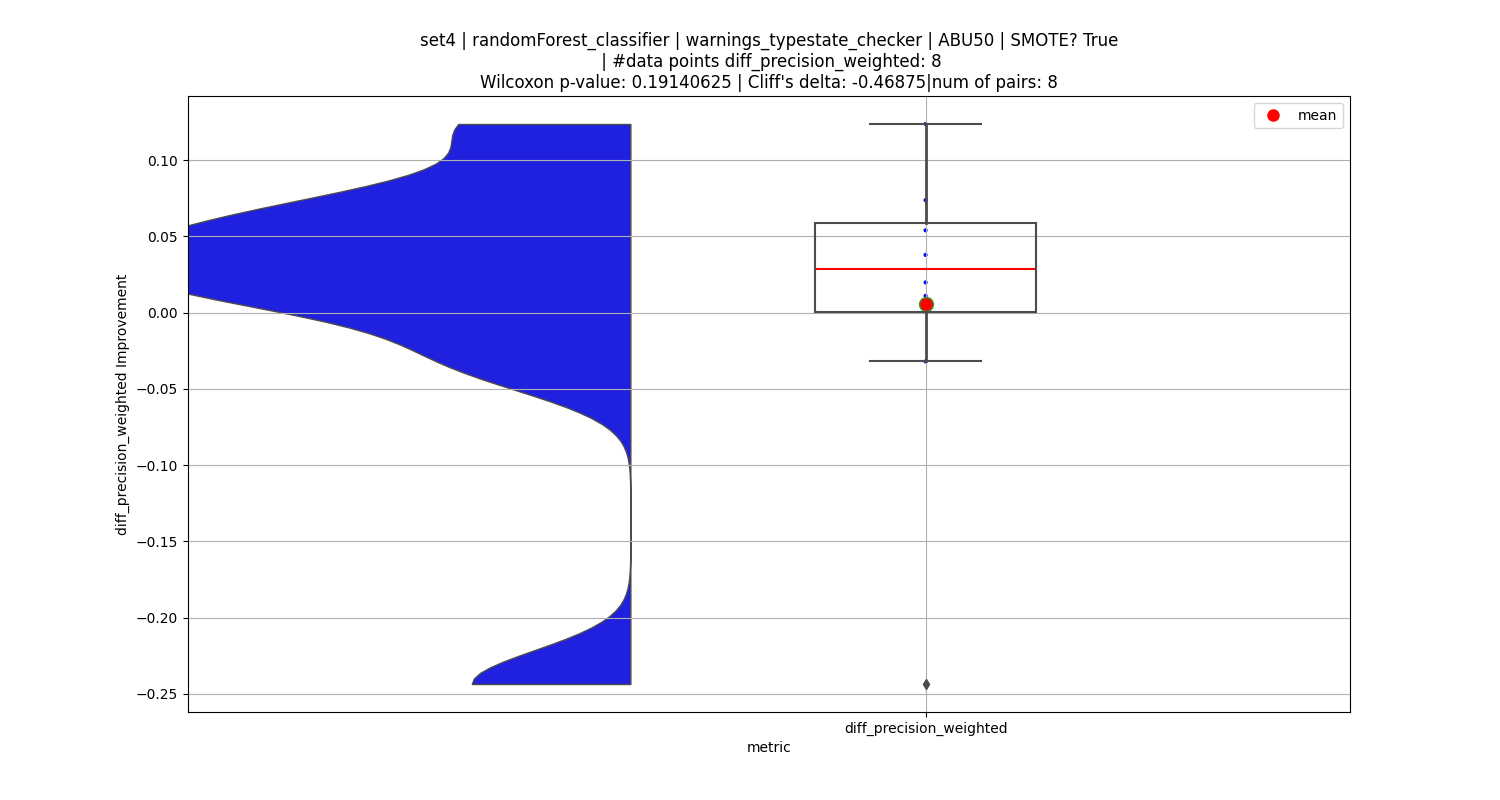 set4 | randomForest_classifier | warnings_typestate_checker | ABU50 | SMOTE? True
| #data points diff_precision_weighted: 8
Wilcoxon p-value: 0.19140625 | Cliff's delta: -0.46875|num of pairs: 8
mean
0.10
0.05
0.00
−0.05
−0.10
−0.15
−0.20
−0.25
diff_precision_weighted Improvement
diff_precision_weighted
metric